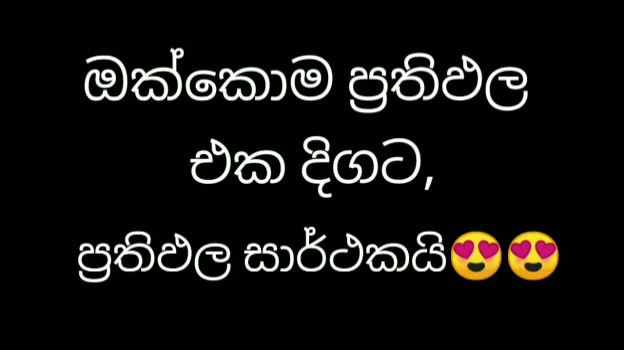 ඔක්කොම ප්‍රතිඵල
එක දිගට,
ප්‍රතිඵල සාර්ථකයි😍😍